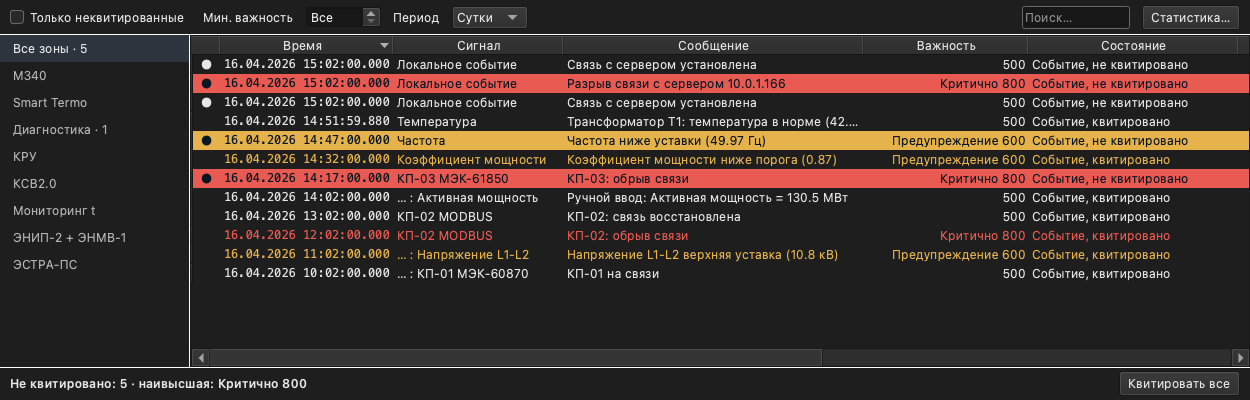 Только неквитированные Мин. важность Все Период Сутки Поиск... Статистика...
Все зоны · 5
М340
Smart Termo
Диагностика · 1
КРУ
КСВ2.0
Мониторинг t
ЭНИП-2 + ЭНМВ-1
ЭСТРА-ПС
Время Сигнал Сообщение Важность Состояние
16.04.2026 15:02:00.000 Локальное событие Связь с сервером установлена 500 Событие, не квитировано
16.04.2026 15:02:00.000 Локальное событие Разрыв связи с сервером 10.0.1.166 Критично 800 Событие, не квитировано
16.04.2026 15:02:00.000 Локальное событие Связь с сервером установлена 500 Событие, не квитировано
16.04.2026 14:51:59.880 Температура Трансформатор Т1: температура в норме (42.... 500 Событие, квитировано
16.04.2026 14:47:00.000 Частота Частота ниже уставки (49.97 Гц) Предупреждение 600 Событие, не квитировано
16.04.2026 14:32:00.000 Коэффициент мощности Коэффициент мощности ниже порога (0.87) Предупреждение 600 Событие, квитировано
16.04.2026 14:17:00.000 КП-03 МЭК-61850 КП-03: обрыв связи Критично 800 Событие, не квитировано
16.04.2026 14:02:00.000 ... : Активная мощность Ручной ввод: Активная мощность = 130.5 МВт 500 Событие, квитировано
16.04.2026 13:02:00.000 КП-02 MODBUS КП-02: связь восстановлена 500 Событие, квитировано
16.04.2026 12:02:00.000 КП-02 MODBUS КП-02: обрыв связи Критично 800 Событие, квитировано
16.04.2026 11:02:00.000 ... : Напряжение L1-L2 Напряжение L1-L2 верхняя уставка (10.8 кВ) Предупреждение 600 Событие, квитировано
16.04.2026 10:02:00.000 ... : КП-01 МЭК-60870 КП-01 на связи 500 Событие, квитировано
Не квитировано: 5 · наивысшая: Критично 800 Квитировать все